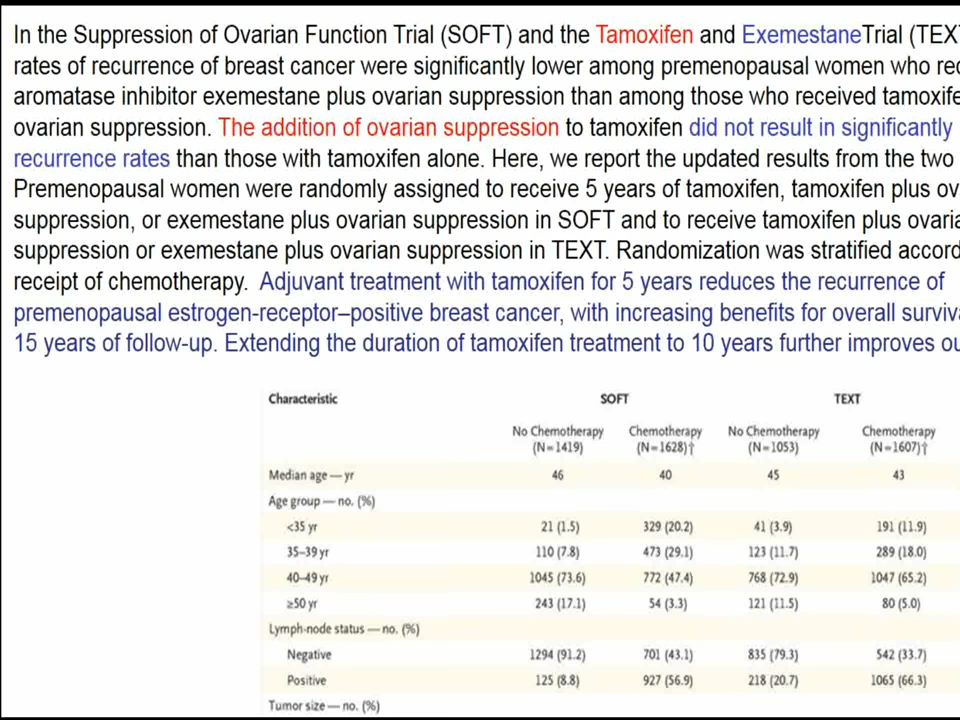 In the Suppression of Ovarian Function Trial (SOFT) and the Tamoxifen and ExemestaneTrial (TEXT
rates of recurrence of breast cancer were significantly lower among premenopausal women who rec
aromatase inhibitor exemestane plus ovarian suppression than among those who received tamoxife
ovarian suppression. The addition of ovarian suppression to tamoxifen did not result in significantly
recurrence rates than those with tamoxifen alone. Here, we report the updated results from the two
Premenopausal women were randomly assigned to receive 5 years of tamoxifen, tamoxifen plus ov
suppression, or exemestane plus ovarian suppression in SOFT and to receive tamoxifen plus ovaria
suppression or exemestane plus ovarian suppression in TEXT. Randomization was stratified accord
receipt of chemotherapy. Adjuvant treatment with tamoxifen for 5 years reduces the recurrence of
premenopausal estrogen-receptor–positive breast cancer, with increasing benefits for overall surviva
15 years of follow-up. Extending the duration of tamoxifen treatment to 10 years further improves ou
Characteristic SOFT TEXT
No Chemotherapy Chemotherapy No Chemotherapy Chemotherapy
(N=1419) (N=1628)† (N=1053) (N=1607)†
Median age — yr 46 40 45 43
Age group — no. (%)
<35 yr 21 (1.5) 329 (20.2) 41 (3.9) 191 (11.9)
35–39 yr 110 (7.8) 473 (29.1) 123 (11.7) 289 (18.0)
40–49 yr 1045 (73.6) 772 (47.4) 768 (72.9) 1047 (65.2)
≥50 yr 243 (17.1) 54 (3.3) 121 (11.5) 80 (5.0)
Lymph-node status — no. (%)
Negative 1294 (91.2) 701 (43.1) 835 (79.3) 542 (33.7)
Positive 125 (8.8) 927 (56.9) 218 (20.7) 1065 (66.3)
Tumor size — no. (%)